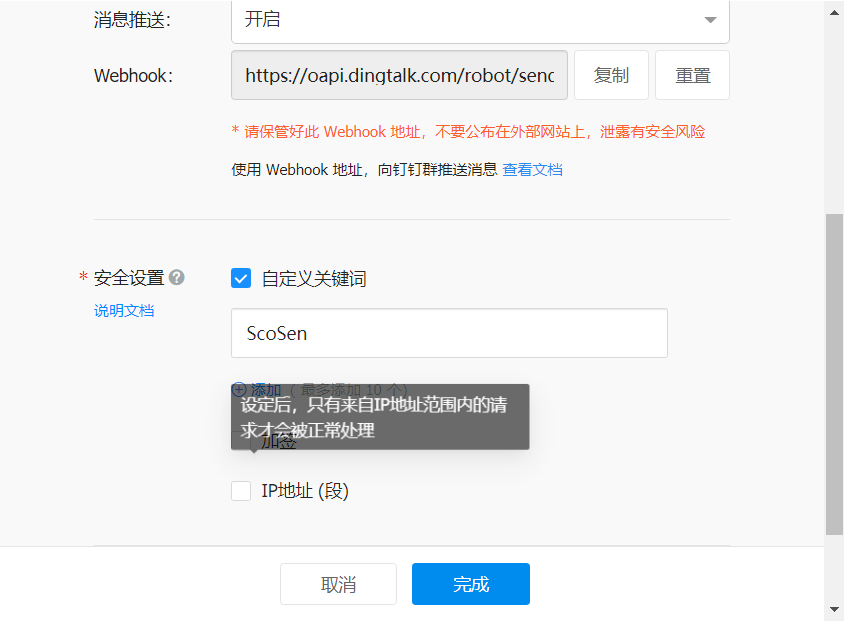 消息推送：
开启
Webhook：
https://oapi.dingtalk.com/robot/send
复制
重置
* 请保管好此 Webhook 地址，不要公布在外部网站上，泄露有安全风险
使用 Webhook 地址，向钉钉群推送消息 查看文档
* 安全设置
自定义关键词
说明文档
ScoSen
添加（ 最多添加 10 个）
设定后，只有来自IP地址范围内的请
求才会被正常处理
加签
IP地址 (段)
取消
完成